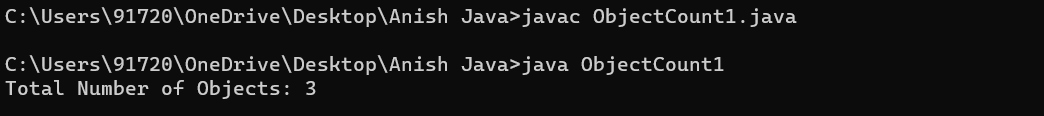 C:\Users\91720\OneDrive\Desktop\Anish Java>javac ObjectCount1.java
C:\Users\91720\OneDrive\Desktop\Anish Java>java ObjectCount1
Total Number of Objects: 3